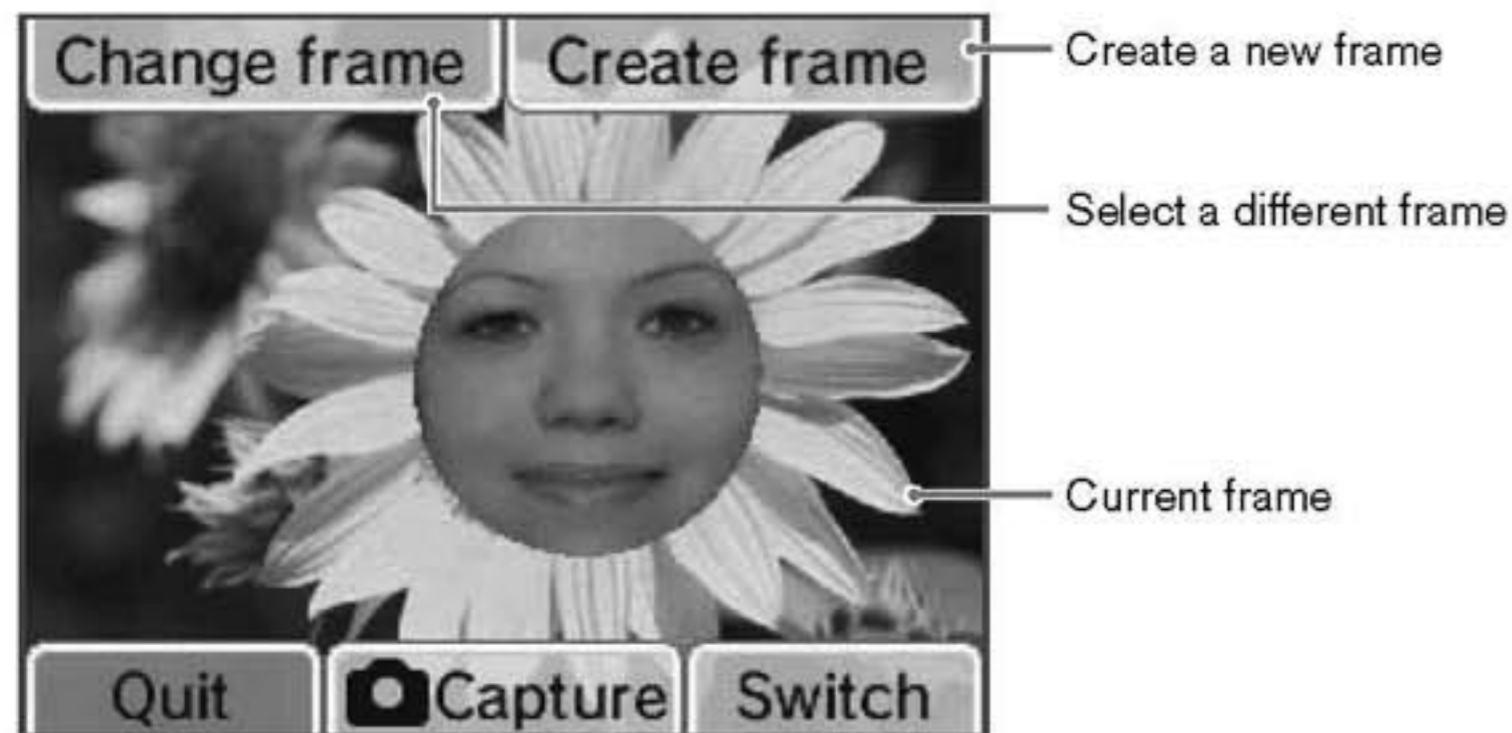 Change frame
Create frame
Create a new frame
Select a different frame
Current frame
Quit
Capture
Switch